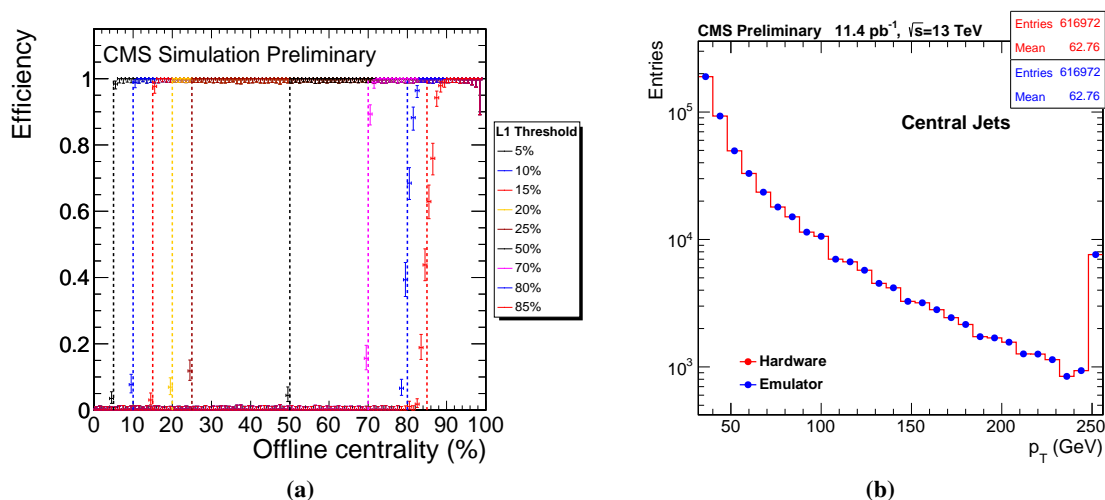 CMS Simulation Preliminary
Efficiency
1
0.8
0.6
0.4
0.2
0
0 10 20 30 40 50 60 70 80 90 100
Offline centrality (%)
L1 Threshold
5%
10%
15%
20%
25%
50%
70%
80%
85%
(a)
CMS Preliminary 11.4 pb⁻¹, √s=13 TeV
Entries 616972
Mean 62.76
Entries 616972
Mean 62.76
Entries
Central Jets
10⁵
10⁴
10³
Hardware
Emulator
50 100 150 200 250
p_T (GeV)
(b)